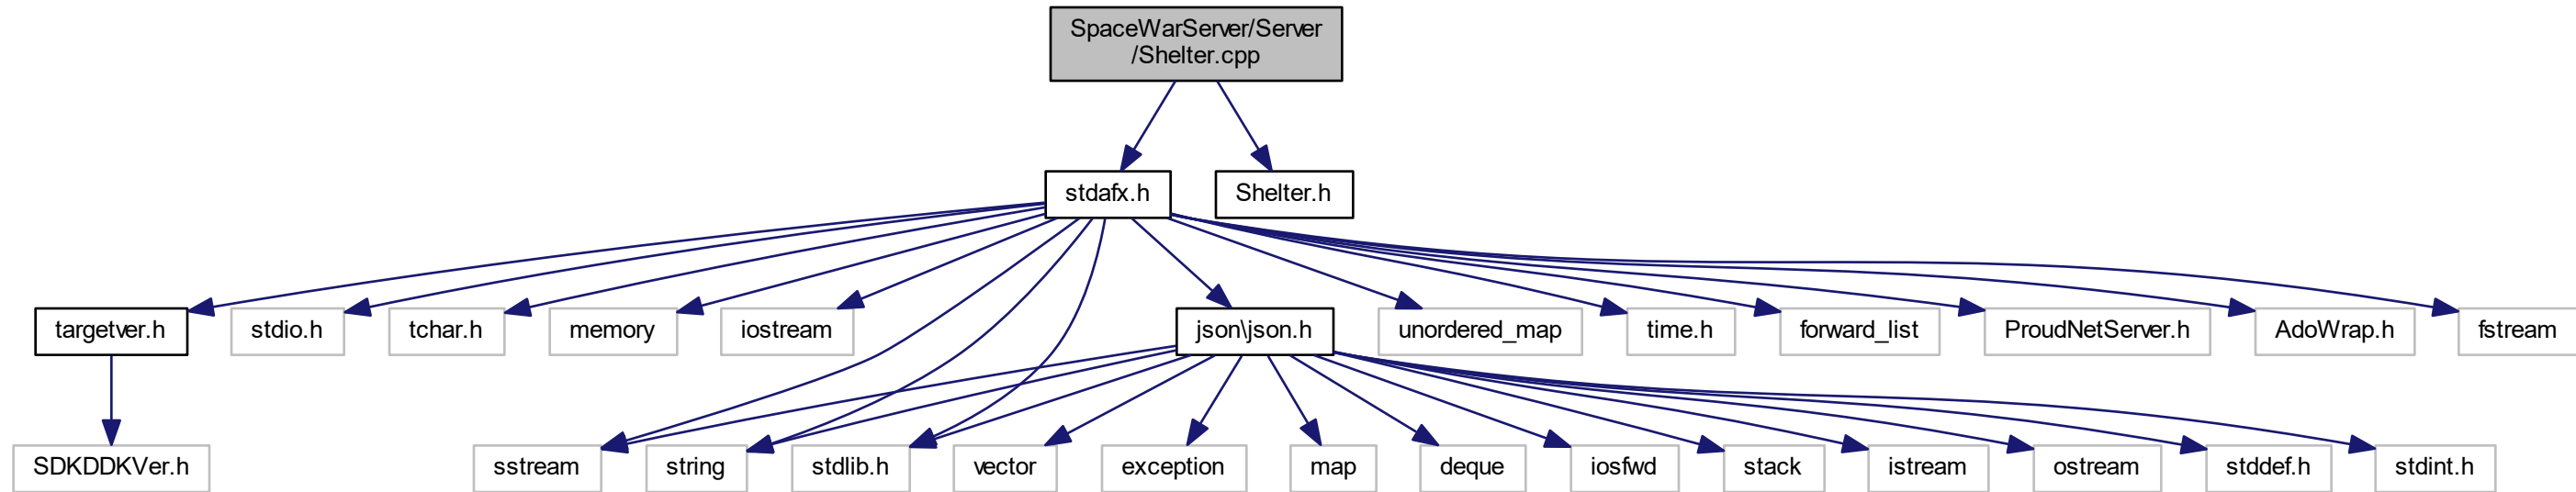 SpaceWarServer/Server
/Shelter.cpp
stdafx.h
Shelter.h
targetver.h
stdio.h
tchar.h
memory
iostream
json\json.h
unordered_map
time.h
forward_list
ProudNetServer.h
AdoWrap.h
fstream
SDKDDKVer.h
sstream
string
stdlib.h
vector
exception
map
deque
iosfwd
stack
istream
ostream
stddef.h
stdint.h